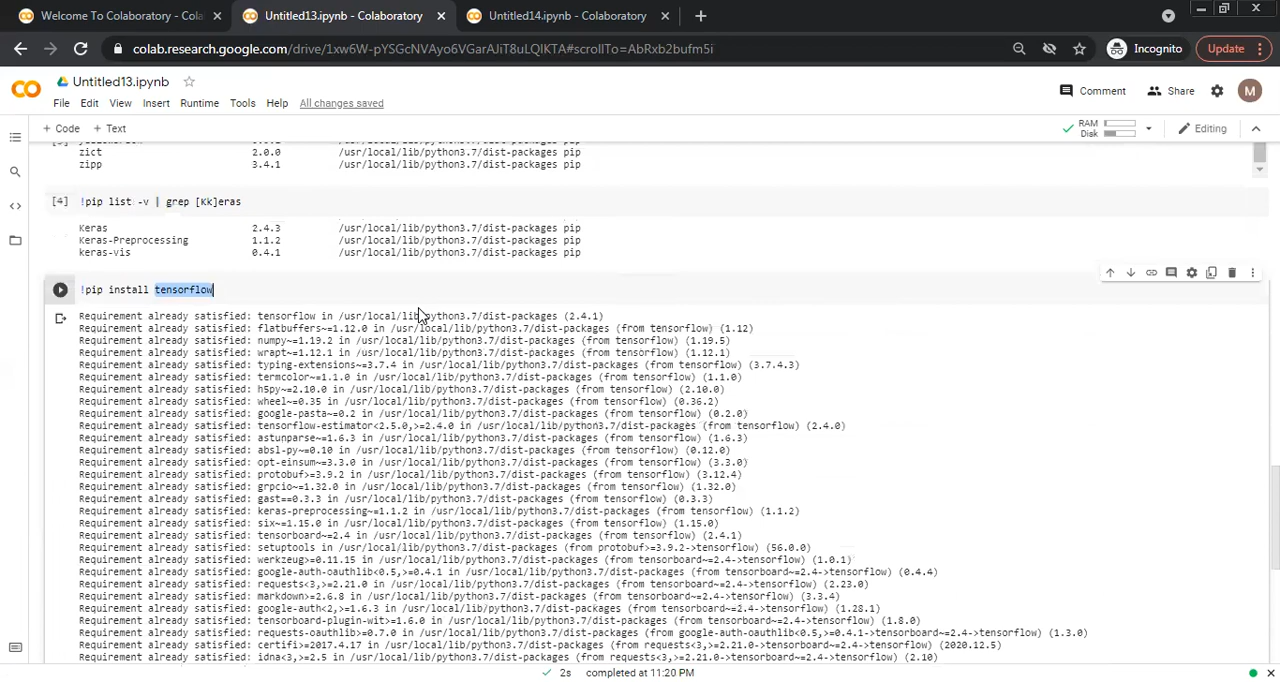 Welcome To Colaboratory - Colab
Untitled13.ipynb - Colaboratory
Untitled14.ipynb - Colaboratory
colab.research.google.com/drive/1xw6W-pYSGcNVAyo6VGarAJiT8uLQIKTA#scrollTo=AbRxb2bufm5i
Incognito
Update
Untitled13.ipynb
File Edit View Insert Runtime Tools Help All changes saved
Comment
Share
M
+ Code + Text
RAM
Disk
Editing
zict 2.0.0 /usr/local/lib/python3.7/dist-packages pip
zipp 3.4.1 /usr/local/lib/python3.7/dist-packages pip
[4] !pip list -v | grep [Kk]eras
Keras 2.4.3 /usr/local/lib/python3.7/dist-packages pip
Keras-Preprocessing 1.1.2 /usr/local/lib/python3.7/dist-packages pip
keras-vis 0.4.1 /usr/local/lib/python3.7/dist-packages pip
!pip install tensorflow
Requirement already satisfied: tensorflow in /usr/local/lib/python3.7/dist-packages (2.4.1)
Requirement already satisfied: flatbuffers~=1.12.0 in /usr/local/lib/python3.7/dist-packages (from tensorflow) (1.12)
Requirement already satisfied: numpy~=1.19.2 in /usr/local/lib/python3.7/dist-packages (from tensorflow) (1.19.5)
Requirement already satisfied: wrapt~=1.12.1 in /usr/local/lib/python3.7/dist-packages (from tensorflow) (1.12.1)
Requirement already satisfied: typing-extensions~=3.7.4 in /usr/local/lib/python3.7/dist-packages (from tensorflow) (3.7.4.3)
Requirement already satisfied: termcolor~=1.1.0 in /usr/local/lib/python3.7/dist-packages (from tensorflow) (1.1.0)
Requirement already satisfied: h5py~=2.10.0 in /usr/local/lib/python3.7/dist-packages (from tensorflow) (2.10.0)
Requirement already satisfied: wheel~=0.35 in /usr/local/lib/python3.7/dist-packages (from tensorflow) (0.36.2)
Requirement already satisfied: google-pasta~=0.2 in /usr/local/lib/python3.7/dist-packages (from tensorflow) (0.2.0)
Requirement already satisfied: tensorflow-estimator<2.5.0,>=2.4.0 in /usr/local/lib/python3.7/dist-packages (from tensorflow) (2.4.0)
Requirement already satisfied: astunparse~=1.6.3 in /usr/local/lib/python3.7/dist-packages (from tensorflow) (1.6.3)
Requirement already satisfied: absl-py~=0.10 in /usr/local/lib/python3.7/dist-packages (from tensorflow) (0.12.0)
Requirement already satisfied: opt-einsum~=3.3.0 in /usr/local/lib/python3.7/dist-packages (from tensorflow) (3.3.0)
Requirement already satisfied: protobuf>=3.9.2 in /usr/local/lib/python3.7/dist-packages (from tensorflow) (3.12.4)
Requirement already satisfied: grpcio~=1.32.0 in /usr/local/lib/python3.7/dist-packages (from tensorflow) (1.32.0)
Requirement already satisfied: gast==0.3.3 in /usr/local/lib/python3.7/dist-packages (from tensorflow) (0.3.3)
Requirement already satisfied: keras-preprocessing~=1.1.2 in /usr/local/lib/python3.7/dist-packages (from tensorflow) (1.1.2)
Requirement already satisfied: six~=1.15.0 in /usr/local/lib/python3.7/dist-packages (from tensorflow) (1.15.0)
Requirement already satisfied: tensorboard~=2.4 in /usr/local/lib/python3.7/dist-packages (from tensorflow) (2.4.1)
Requirement already satisfied: setuptools in /usr/local/lib/python3.7/dist-packages (from protobuf>=3.9.2->tensorflow) (56.0.0)
Requirement already satisfied: werkzeug>=0.11.15 in /usr/local/lib/python3.7/dist-packages (from tensorboard~=2.4->tensorflow) (1.0.1)
Requirement already satisfied: google-auth-oauthlib<0.5,>=0.4.1 in /usr/local/lib/python3.7/dist-packages (from tensorboard~=2.4->tensorflow) (0.4.4)
Requirement already satisfied: requests<3,>=2.21.0 in /usr/local/lib/python3.7/dist-packages (from tensorboard~=2.4->tensorflow) (2.23.0)
Requirement already satisfied: markdown>=2.6.8 in /usr/local/lib/python3.7/dist-packages (from tensorboard~=2.4->tensorflow) (3.3.4)
Requirement already satisfied: google-auth<2,>=1.6.3 in /usr/local/lib/python3.7/dist-packages (from tensorboard~=2.4->tensorflow) (1.28.1)
Requirement already satisfied: tensorboard-plugin-wit>=1.6.0 in /usr/local/lib/python3.7/dist-packages (from tensorboard~=2.4->tensorflow) (1.8.0)
Requirement already satisfied: requests-oauthlib>=0.7.0 in /usr/local/lib/python3.7/dist-packages (from google-auth-oauthlib<0.5,>=0.4.1->tensorboard~=2.4->tensorflow) (1.3.0)
Requirement already satisfied: certifi>=2017.4.17 in /usr/local/lib/python3.7/dist-packages (from requests<3,>=2.21.0->tensorboard~=2.4->tensorflow) (2020.12.5)
Requirement already satisfied: idna<3,>=2.5 in /usr/local/lib/python3.7/dist-packages (from requests<3,>=2.21.0->tensorboard~=2.4->tensorflow) (2.10)
2s completed at 11:20 PM